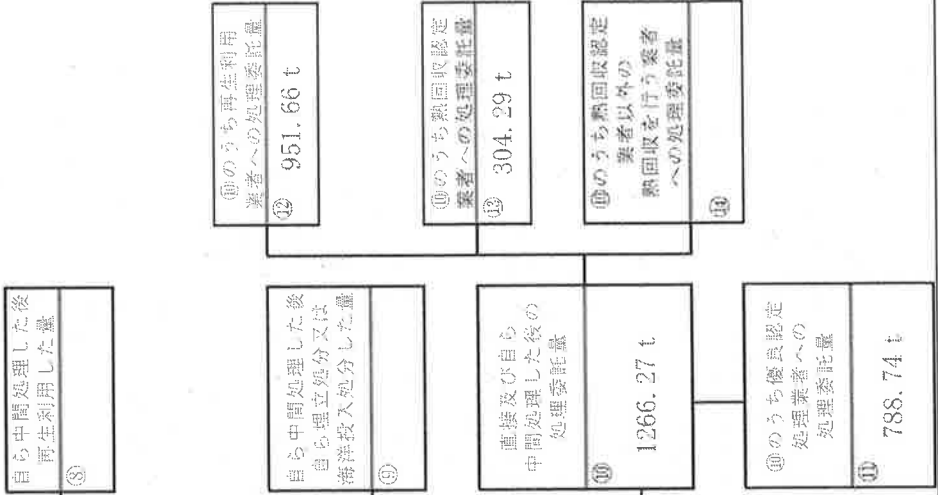 自ら中間処理した後
再生利用した量
⑧
自ら中間処理した後
自ら埋立処分又は
海洋投入処分した量
⑨
直接及び自ら
中間処理した後の
処理委託量
⑩
1266.27 t
⑩のうち優良認定
処理業者への
処理委託量
⑪
788.74 t
⑩のうち再生利用
業者への処理委託量
⑫
951.66 t
⑩のうち熱回収認定
業者への処理委託量
⑬
304.29 t
⑩のうち熱回収認定
業者以外の
熱回収を行う業者
への処理委託量
⑭